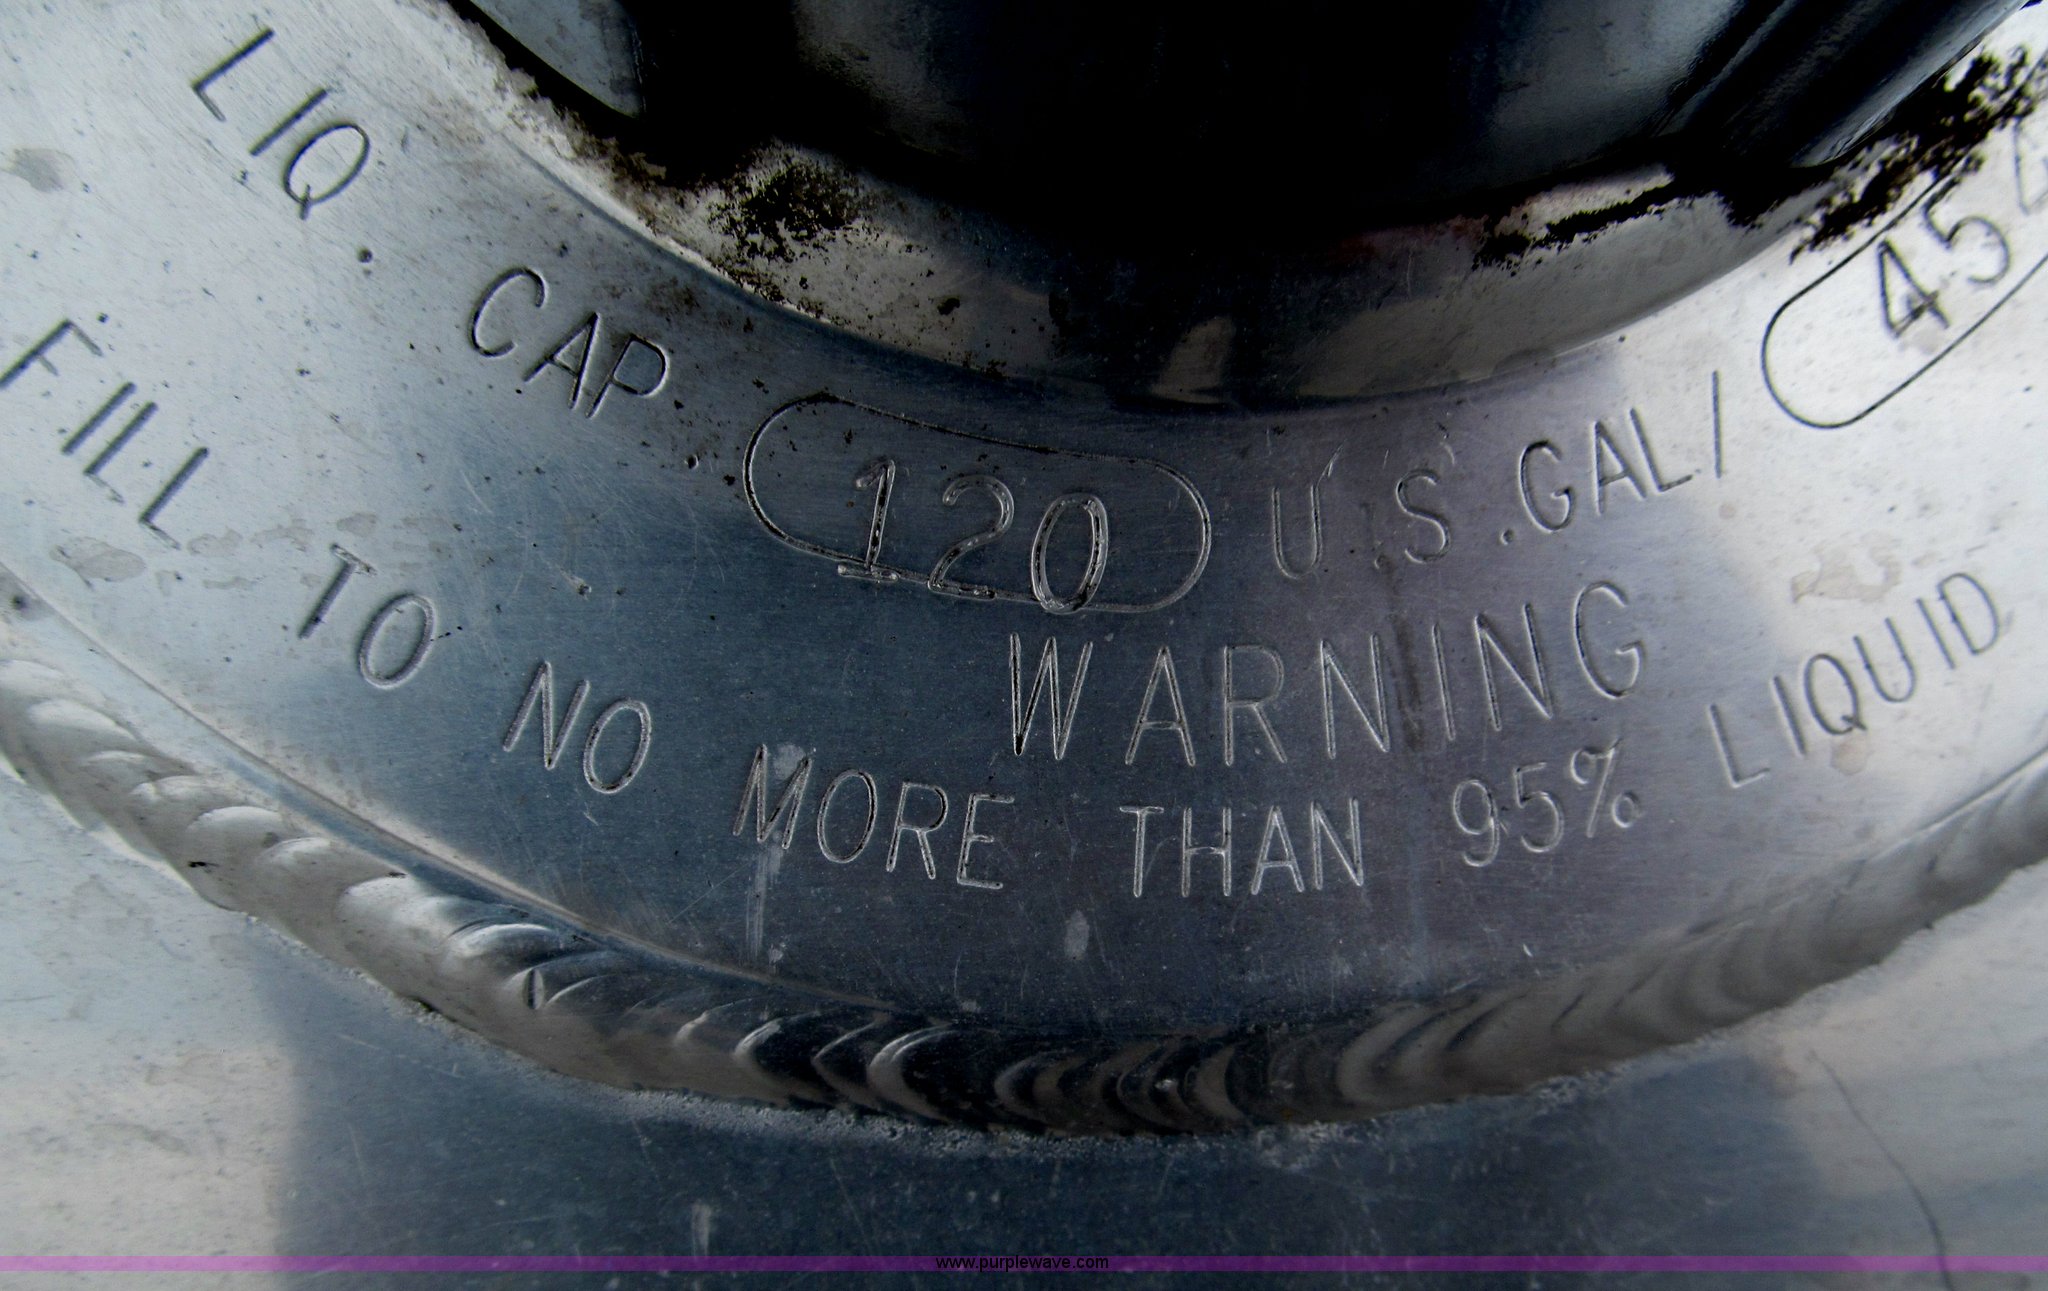 LIQ. CAP. 120 U.S.GAL/ 454
WARNING
FILL TO NO MORE THAN 95% LIQUID
www.purplewave.com